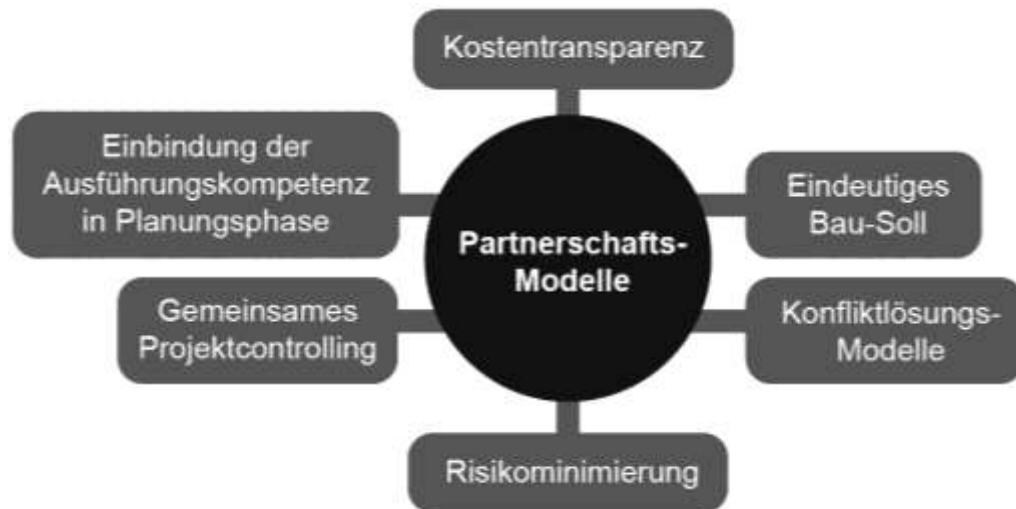 Kostentransparenz
Einbindung der
Ausführungskompetenz
in Planungsphase
Eindeutiges
Bau-Soll
Partnerschafts-
Modelle
Gemeinsames
Projektcontrolling
Konfliktlösungs-
Modelle
Risikominimierung